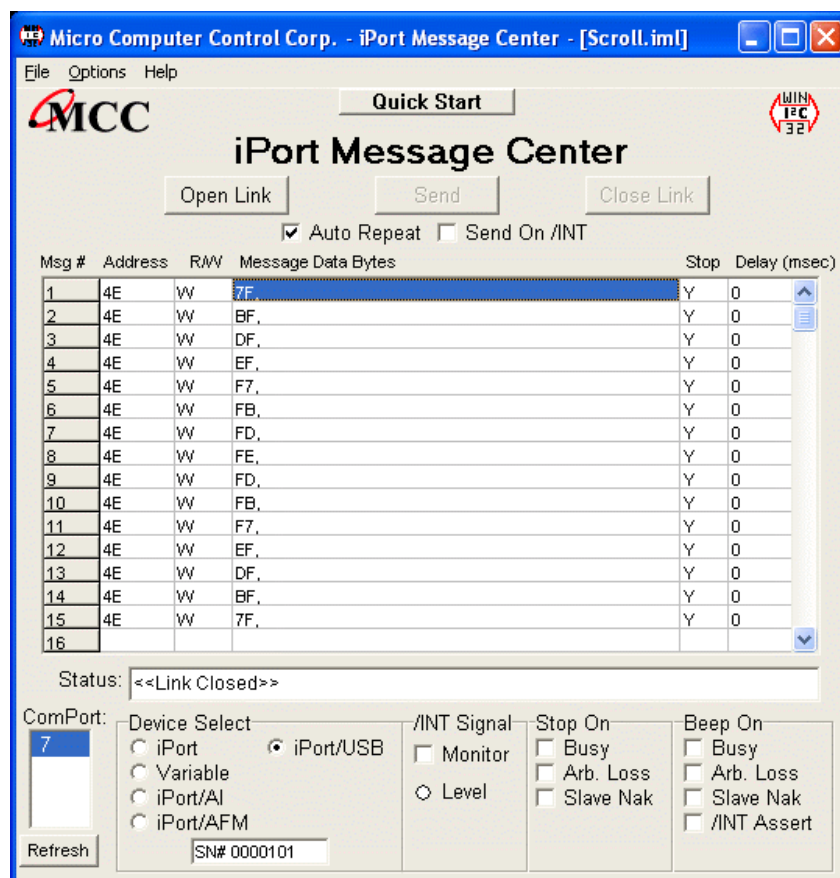 Micro Computer Control Corp. - iPort Message Center - [Scroll.iml]
File Options Help
MCC
Quick Start
WIN
I²C
32
iPort Message Center
Open Link Send Close Link
Auto Repeat Send On /INT
Msg # Address R/W Message Data Bytes Stop Delay (msec)
1 4E W 7F, Y 0
2 4E W BF, Y 0
3 4E W DF, Y 0
4 4E W EF, Y 0
5 4E W F7, Y 0
6 4E W FB, Y 0
7 4E W FD, Y 0
8 4E W FE, Y 0
9 4E W FD, Y 0
10 4E W FB, Y 0
11 4E W F7, Y 0
12 4E W EF, Y 0
13 4E W DF, Y 0
14 4E W BF, Y 0
15 4E W 7F, Y 0
16
Status: <<Link Closed>>
ComPort:
7
Refresh
Device Select
iPort iPort/USB
Variable
iPort/AI
iPort/AFM
SN# 0000101
/INT Signal
Monitor
Level
Stop On
Busy
Arb. Loss
Slave Nak
Beep On
Busy
Arb. Loss
Slave Nak
/INT Assert